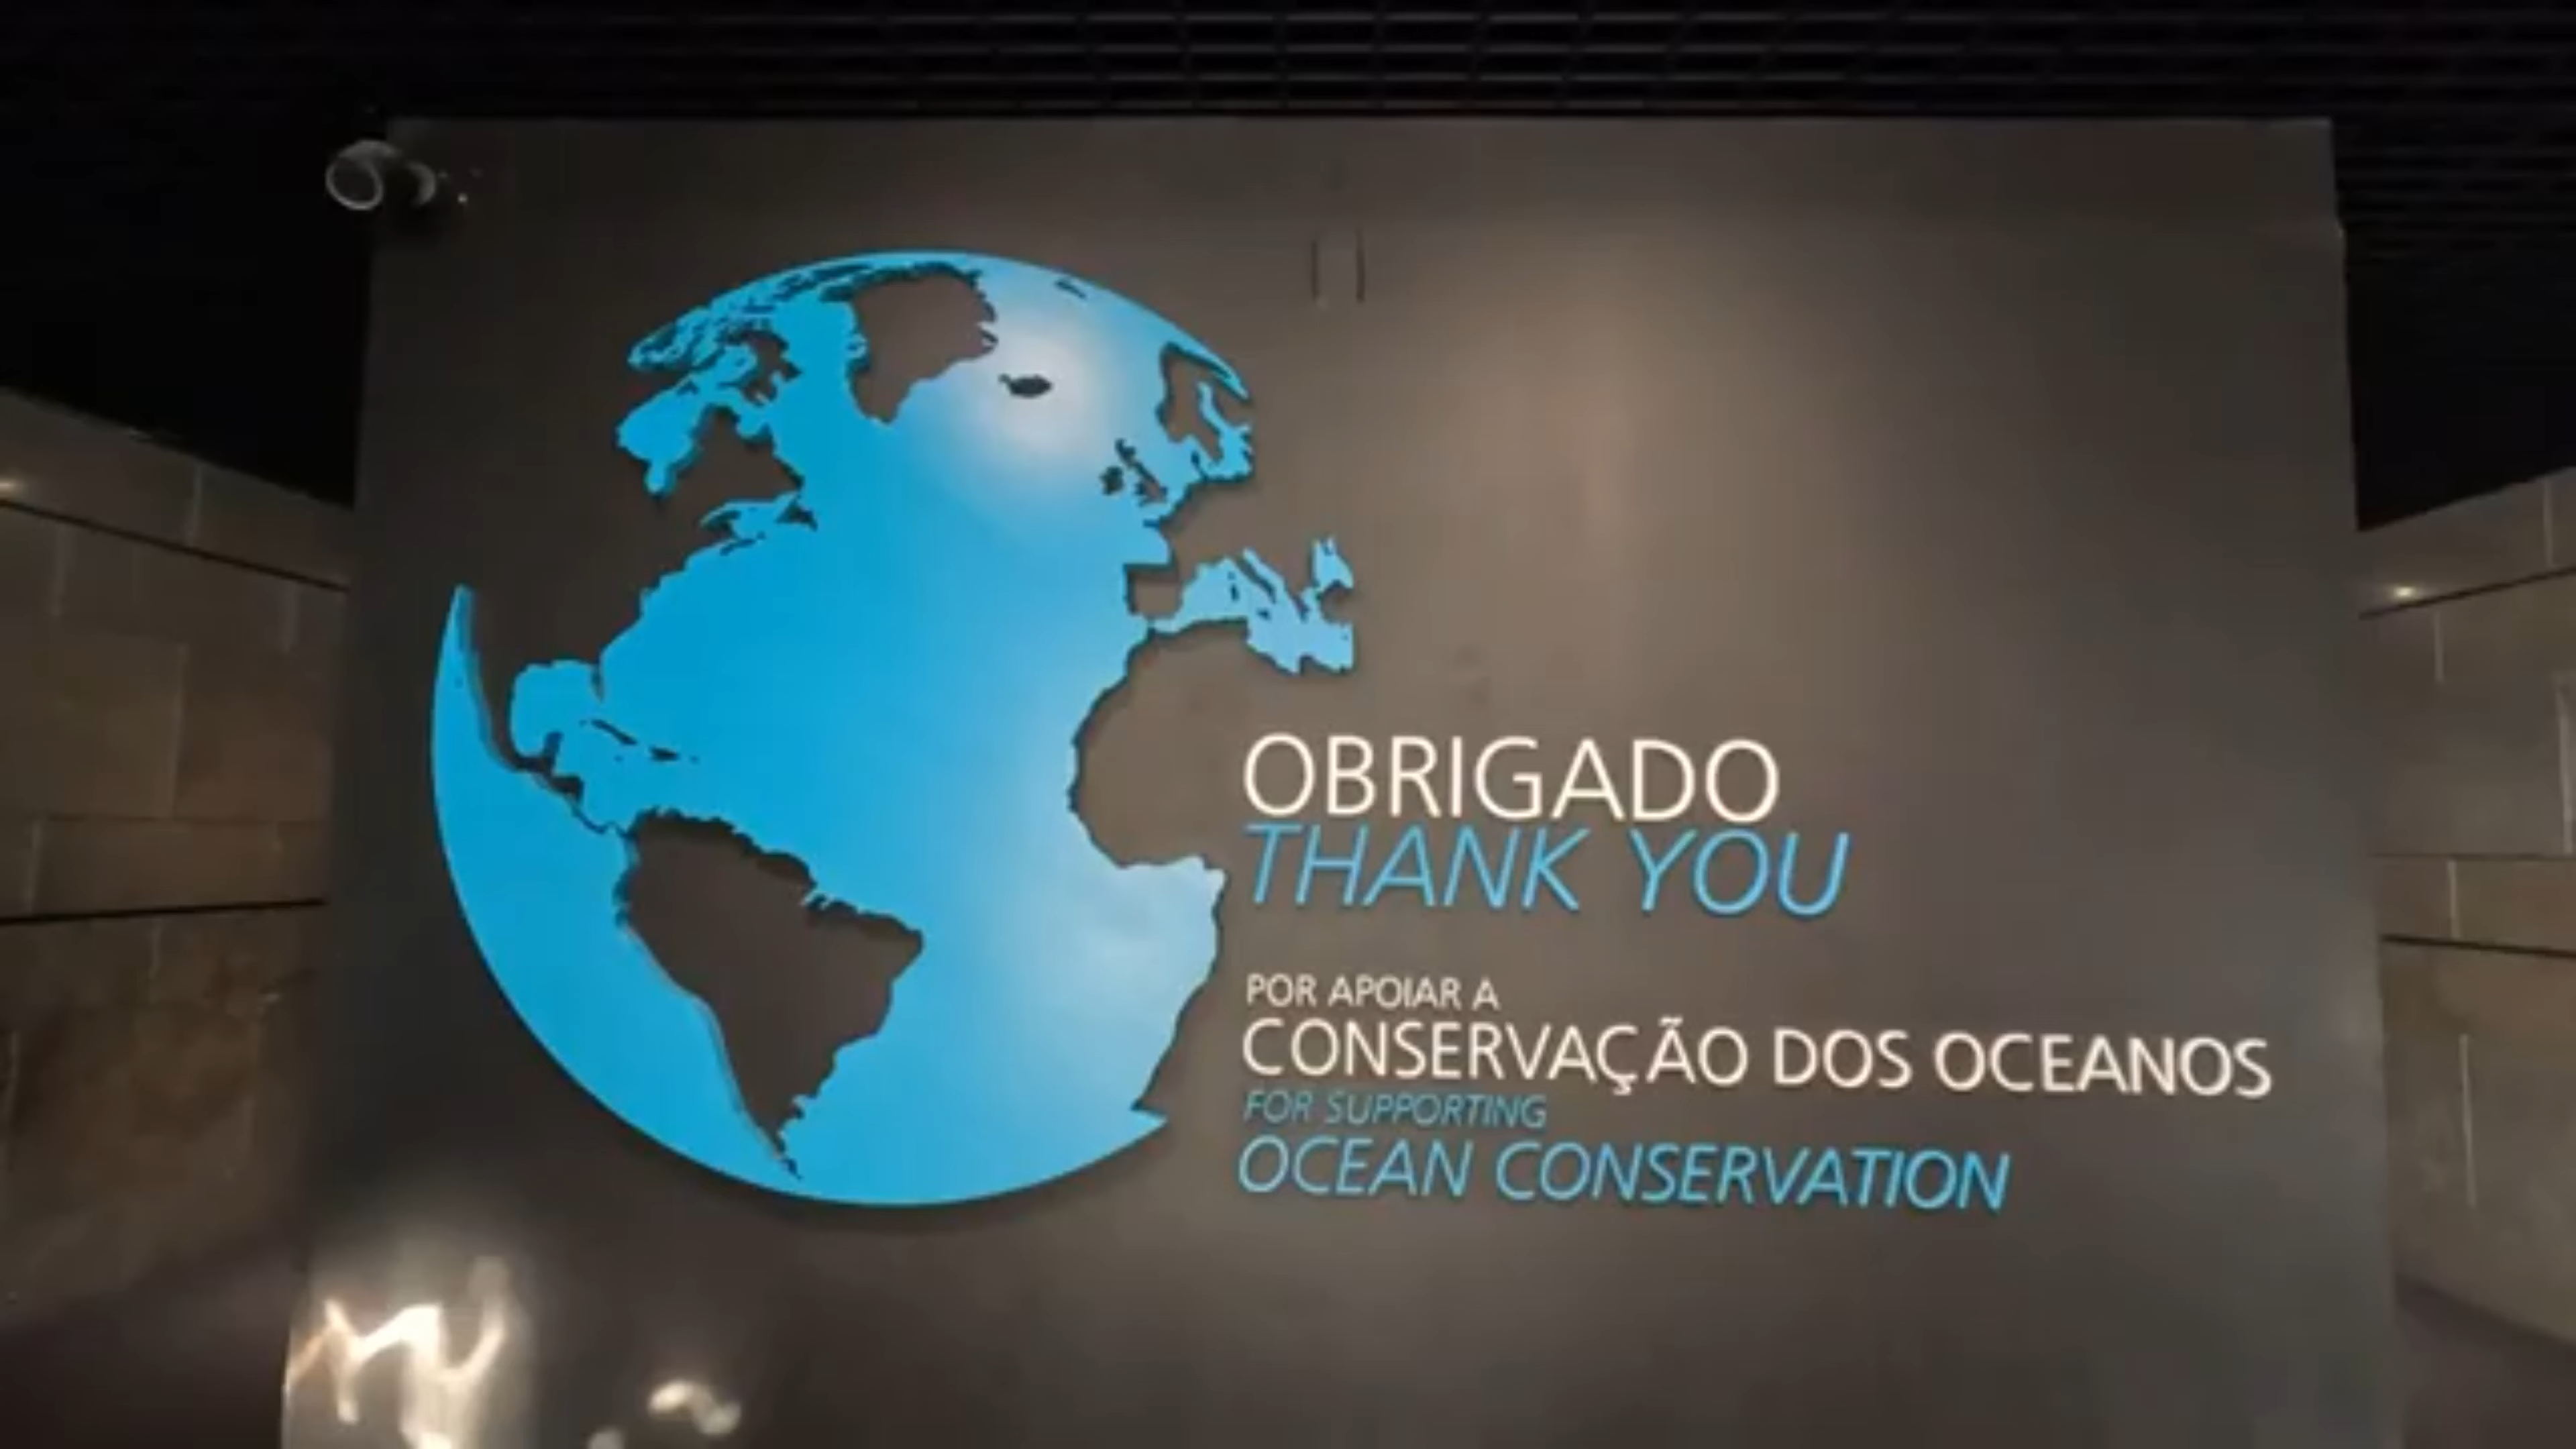 OBRIGADO
THANK YOU
POR APOIAR A
CONSERVAÇÃO DOS OCEANOS
FOR SUPPORTING
OCEAN CONSERVATION